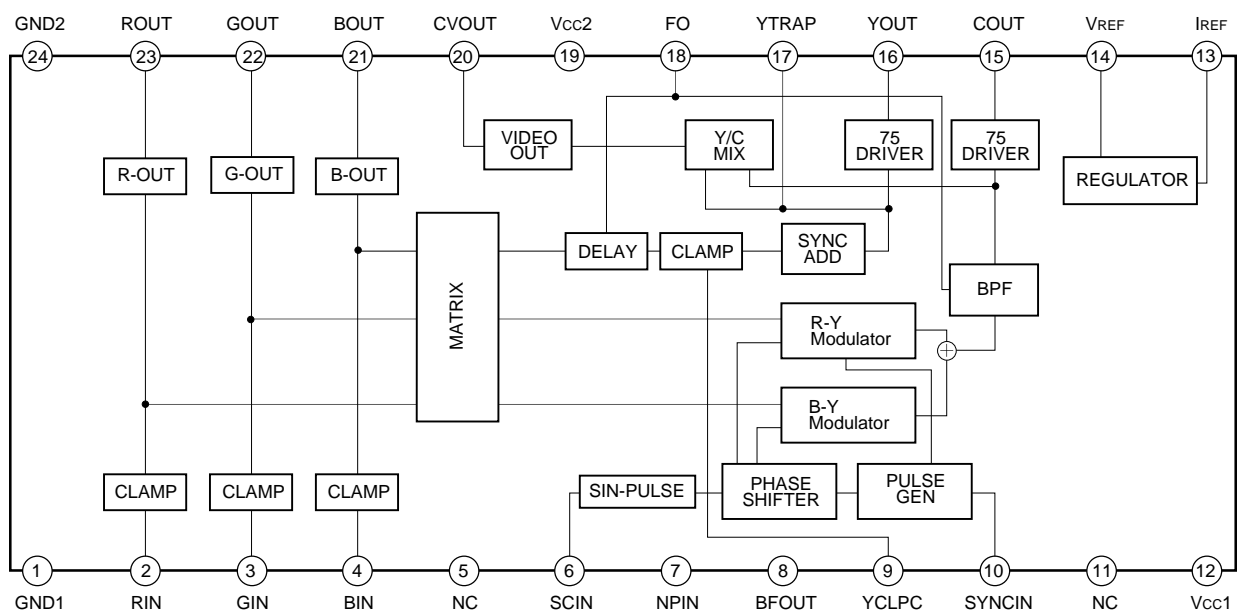 GND2 ROUT GOUT BOUT CVOUT VCC2 FO YTRAP YOUT COUT VREF IREF
24 23 22 21 20 19 18 17 16 15 14 13
VIDEO OUT
Y/C MIX
75 DRIVER
75 DRIVER
R-OUT
G-OUT
B-OUT
REGULATOR
MATRIX
DELAY
CLAMP
SYNC ADD
BPF
R-Y Modulator
B-Y Modulator
CLAMP
CLAMP
CLAMP
SIN-PULSE
PHASE SHIFTER
PULSE GEN
1 2 3 4 5 6 7 8 9 10 11 12
GND1 RIN GIN BIN NC SCIN NPIN BFOUT YCLPC SYNCIN NC VCC1